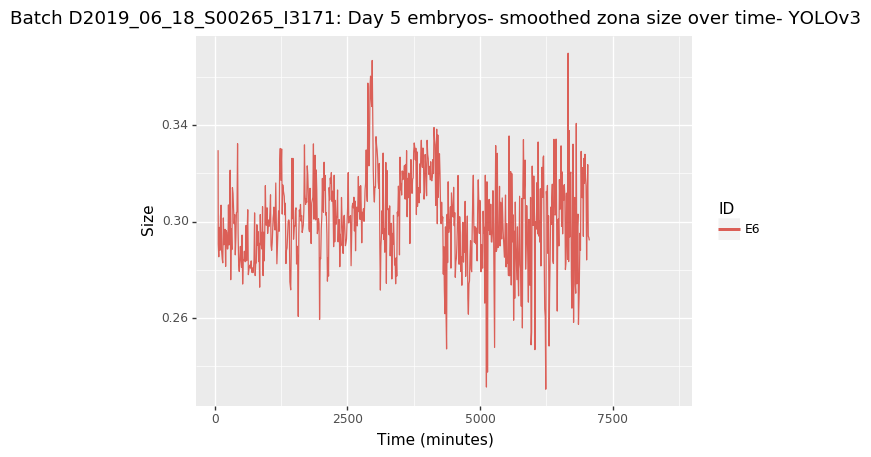 Batch D2019_06_18_S00265_I3171: Day 5 embryos- smoothed zona size over time- YOLOv3
0.34
0.30
0.26
Size
0
2500
5000
7500
Time (minutes)
ID
E6